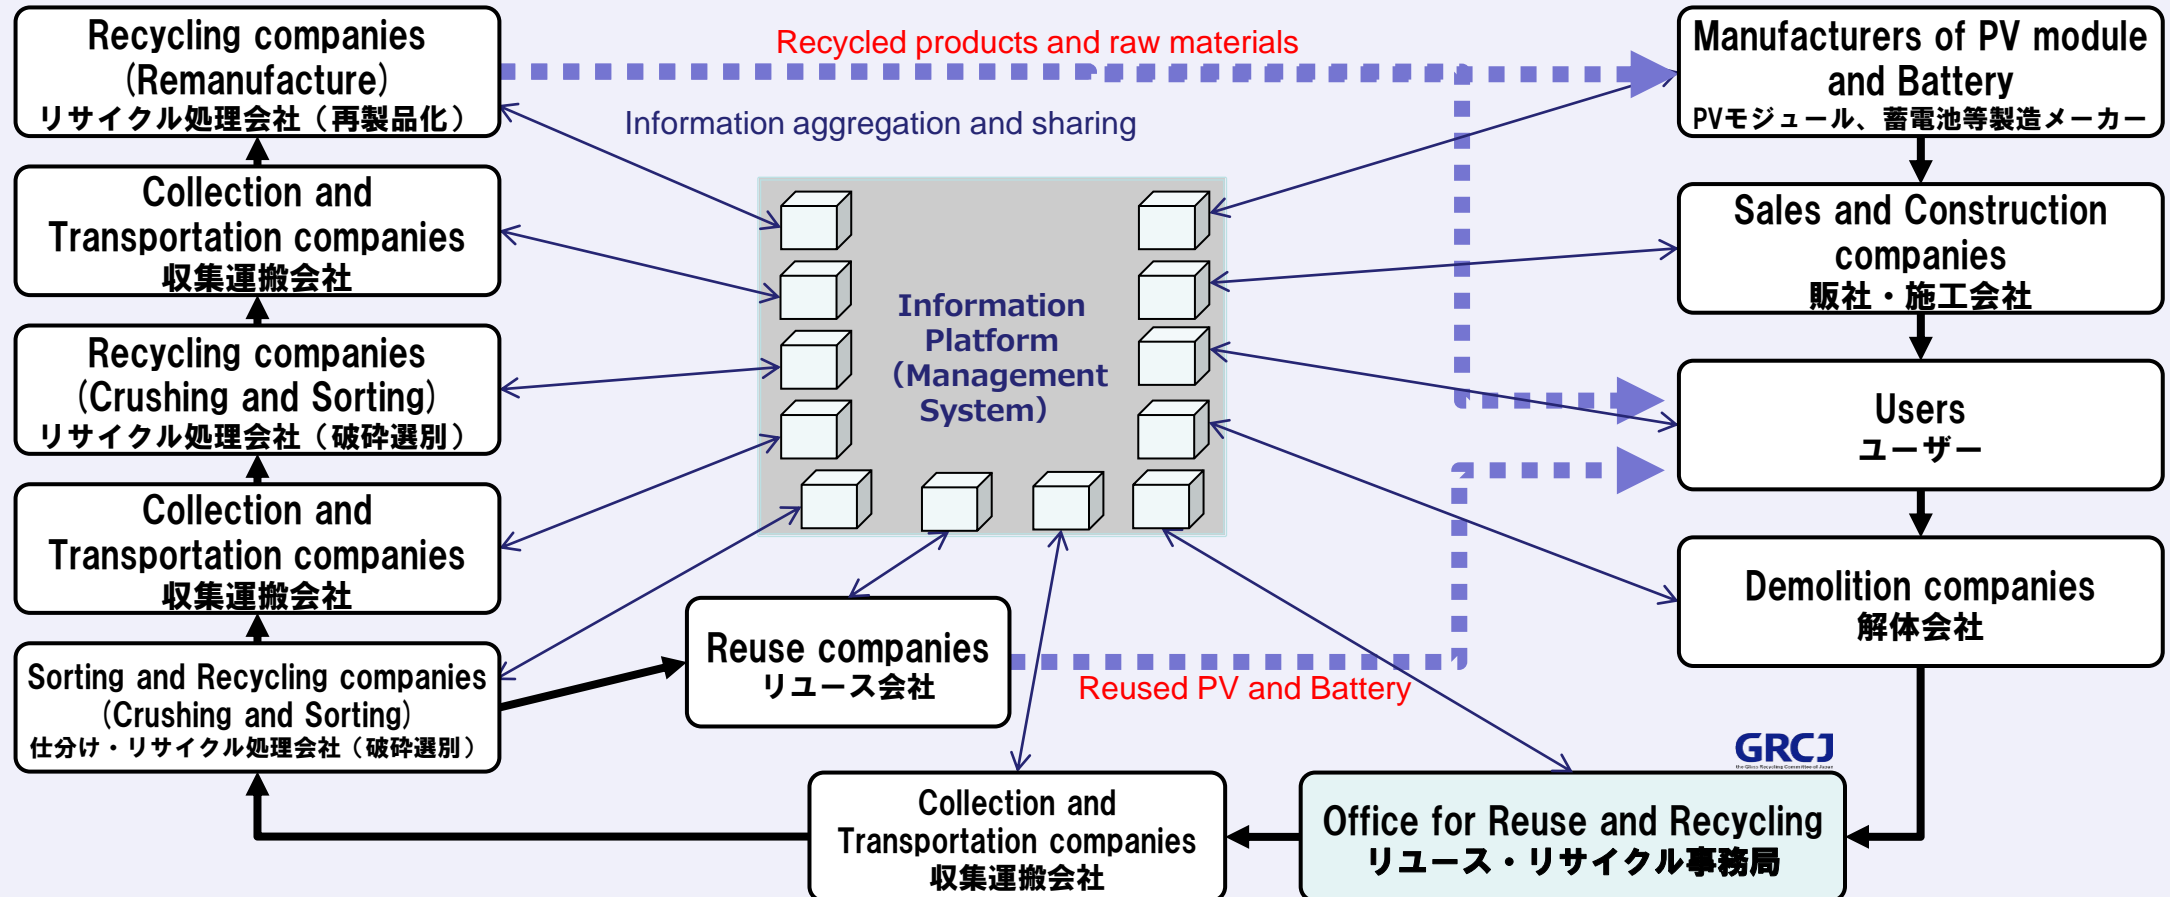 Recycling companies
(Remanufacture)
リサイクル処理会社（再製品化）
Recycled products and raw materials
Manufacturers of PV module
and Battery
PVモジュール、蓄電池等製造メーカー
Information aggregation and sharing
Collection and
Transportation companies
収集運搬会社
Sales and Construction
companies
販社・施工会社
Information
Platform
（Management
System）
Recycling companies
(Crushing and Sorting)
リサイクル処理会社（破砕選別）
Users
ユーザー
Collection and
Transportation companies
収集運搬会社
Demolition companies
解体会社
Sorting and Recycling companies
(Crushing and Sorting)
仕分け・リサイクル処理会社（破砕選別）
Reuse companies
リユース会社
Reused PV and Battery
GRCJ
the Glass Recycling Committee of Japan
Collection and
Transportation companies
収集運搬会社
Office for Reuse and Recycling
リユース・リサイクル事務局